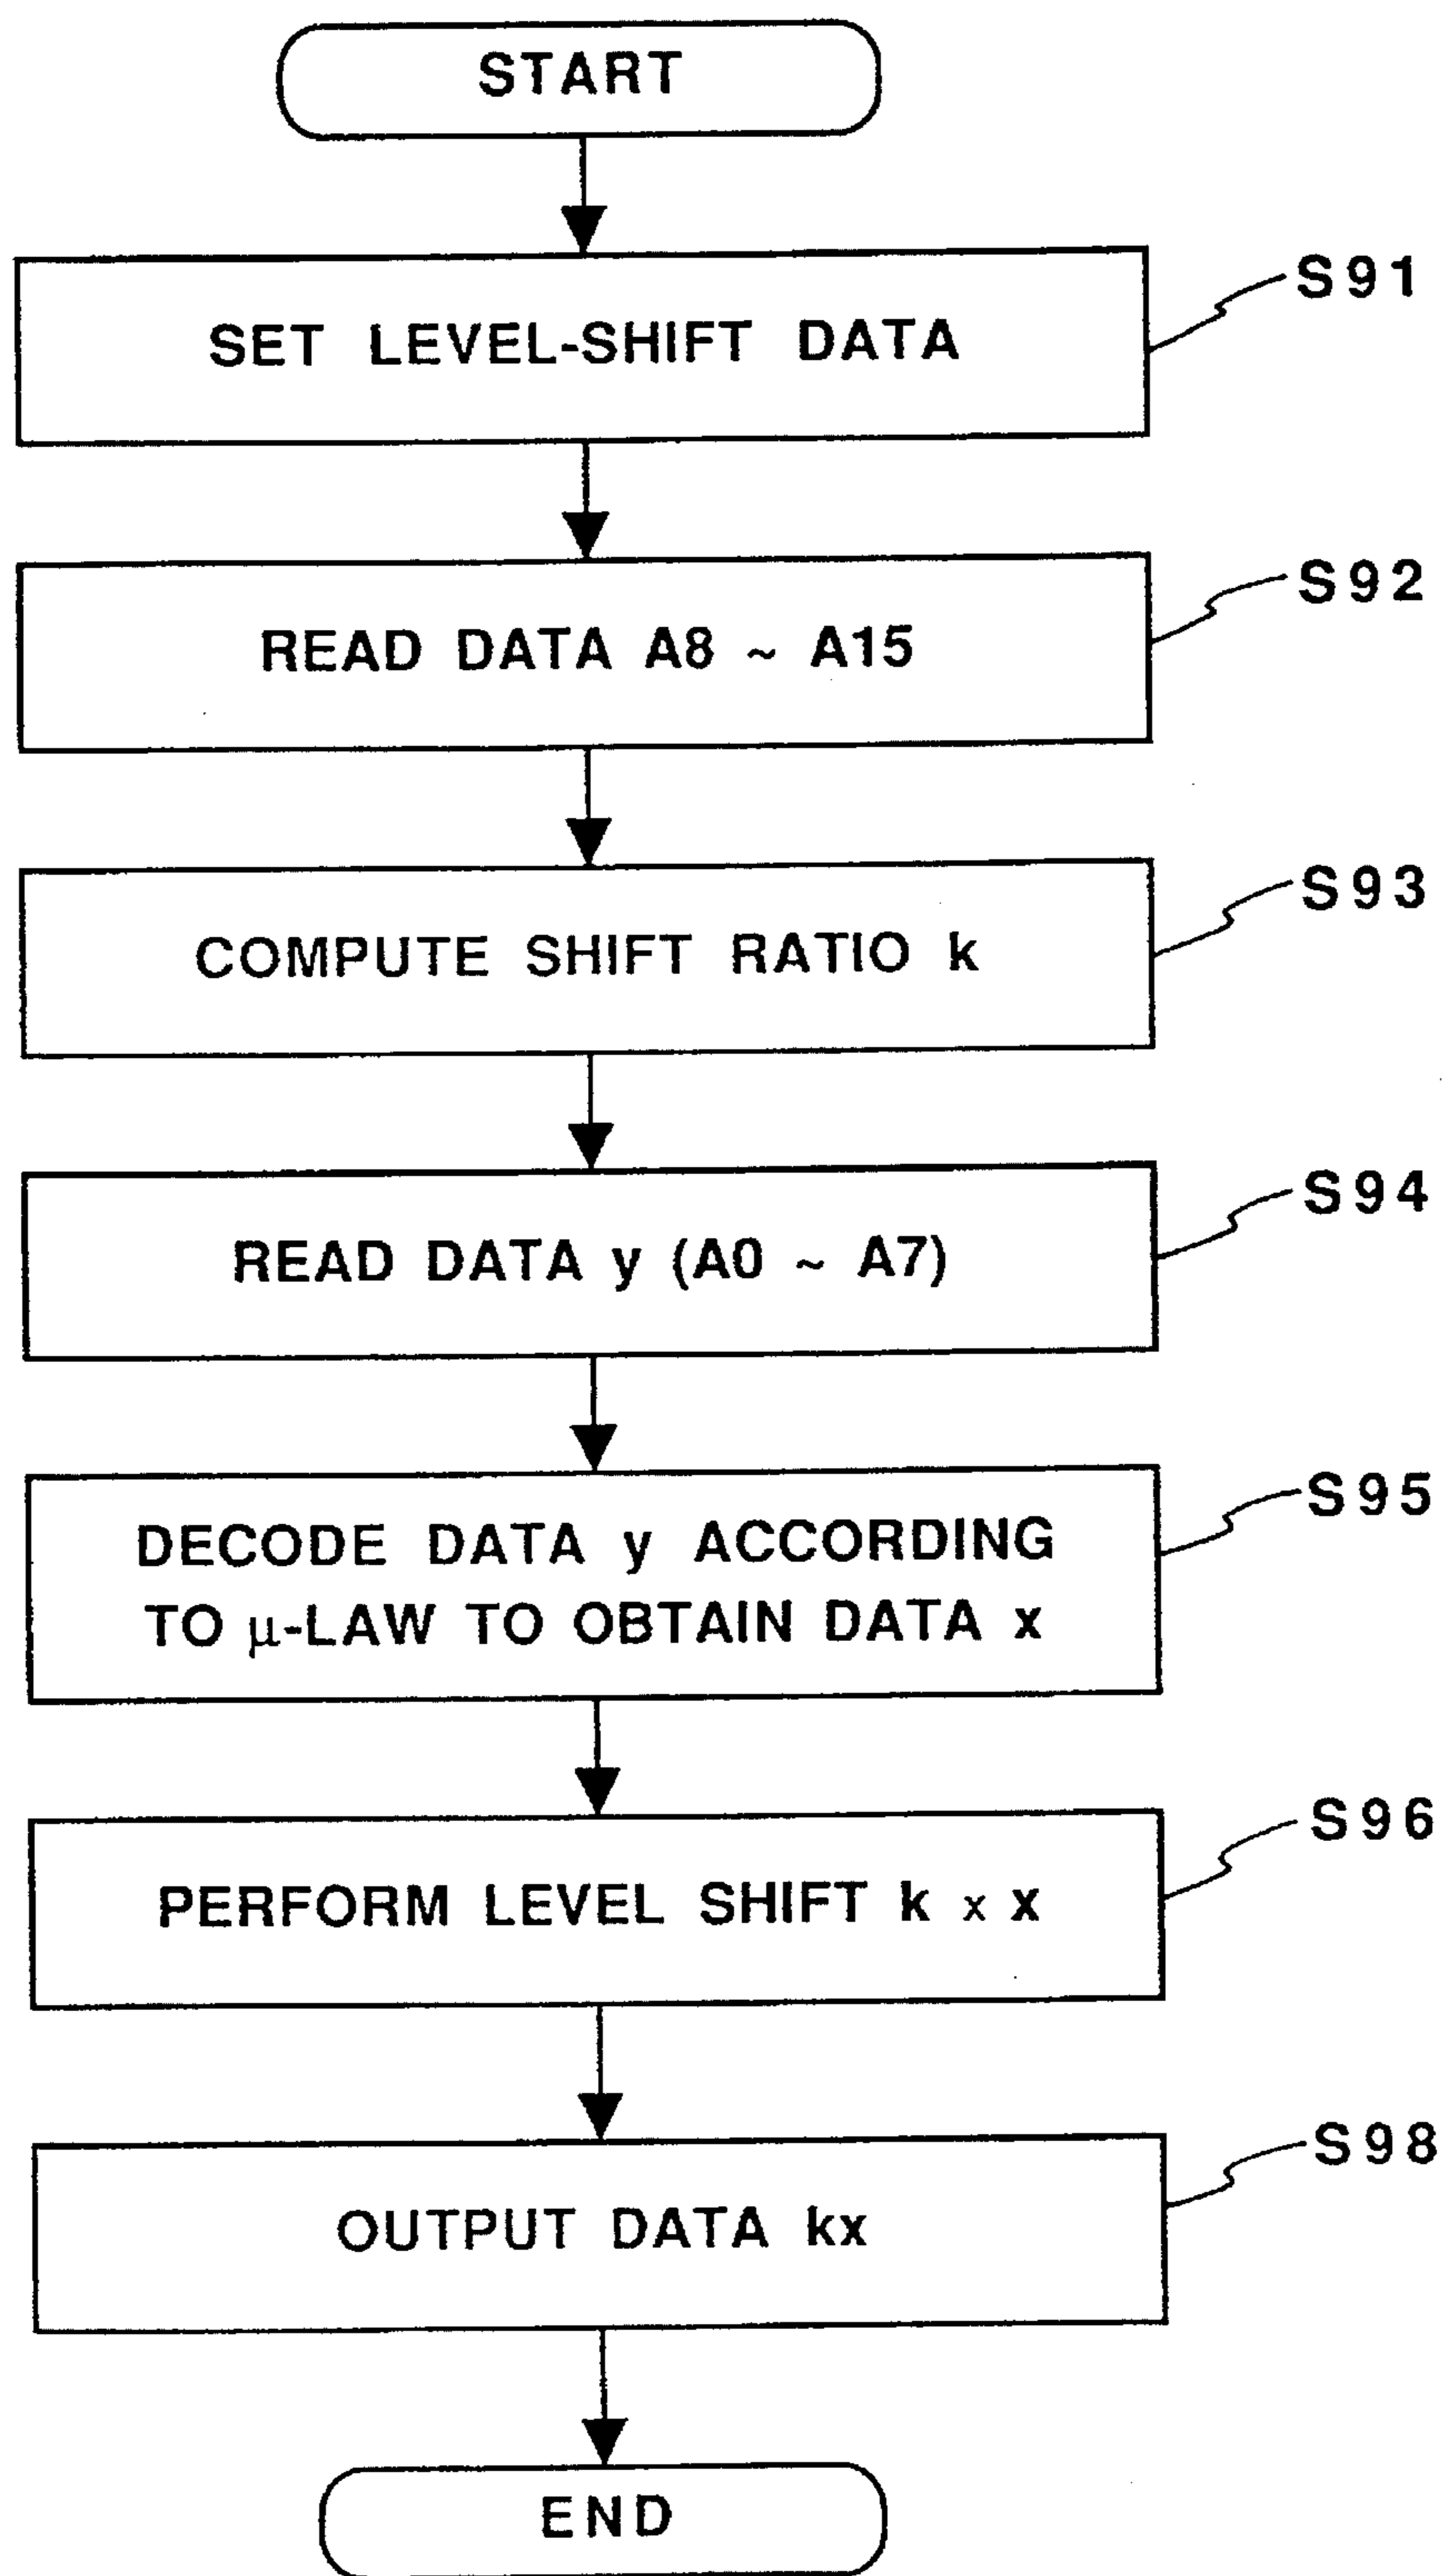 START
SET LEVEL-SHIFT DATA
S91
READ DATA A8 ~ A15
S92
COMPUTE SHIFT RATIO k
S93
READ DATA y (A0 ~ A7)
S94
DECODE DATA y ACCORDING
TO μ-LAW TO OBTAIN DATA x
S95
PERFORM LEVEL SHIFT k x x
S96
OUTPUT DATA kx
S98
END